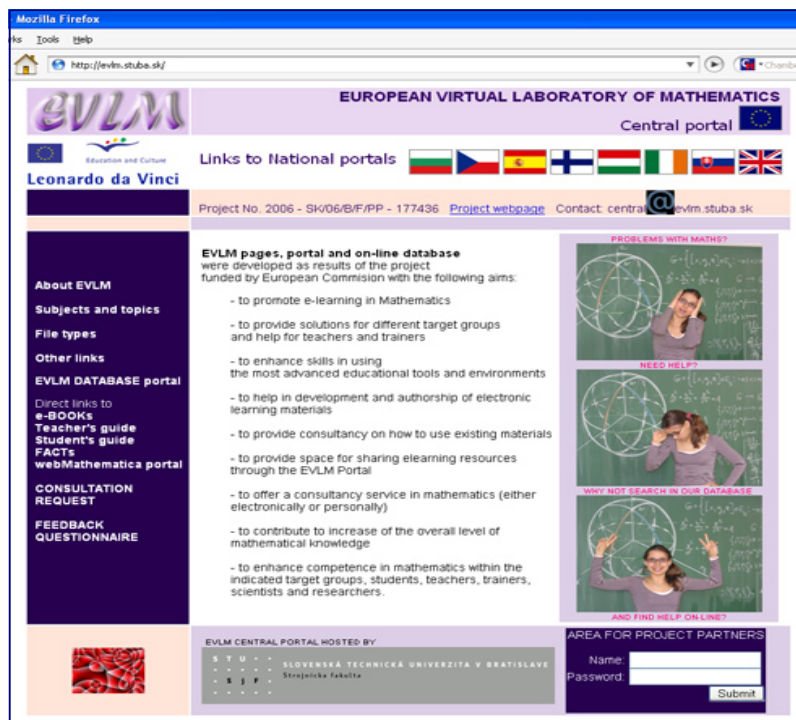 - Mozilla Firefox
rks Tools Help
http://evlm.stuba.sk/
EVLM
EUROPEAN VIRTUAL LABORATORY OF MATHEMATICS
Central portal
Education and Culture
Leonardo da Vinci
Links to National portals
Project No. 2006 - SK/06/B/F/PP - 177436 Project webpage Contact: central@evlm.stuba.sk
About EVLM
Subjects and topics
File types
Other links
EVLM DATABASE portal
Direct links to
e-BOOKs
Teacher's guide
Student's guide
FACTs
webMathematica portal
CONSULTATION
REQUEST
FEEDBACK
QUESTIONNAIRE
EVLM pages, portal and on-line database
were developed as results of the project
funded by European Commision with the following aims:
- to promote e-learning in Mathematics
- to provide solutions for different target groups
and help for teachers and trainers
- to enhance skills in using
the most advanced educational tools and environments
- to help in development and authorship of electronic
learning materials
- to provide consultancy on how to use existing materials
- to provide space for sharing elearning resources
through the EVLM Portal
- to offer a consultancy service in mathematics (either
electronically or personally)
- to contribute to increase of the overall level of
mathematical knowledge
- to enhance competence in mathematics within the
indicated target groups, students, teachers, trainers,
scientists and researchers.
PROBLEMS WITH MATHS?
NEED HELP?
WHY NOT SEARCH IN OUR DATABASE
AND FIND HELP ON-LINE?
EVLM CENTRAL PORTAL HOSTED BY
S T U
S j F
SLOVENSKÁ TECHNICKÁ UNIVERZITA V BRATISLAVE
Strojnícka fakulta
AREA FOR PROJECT PARTNERS
Name:
Password:
Submit